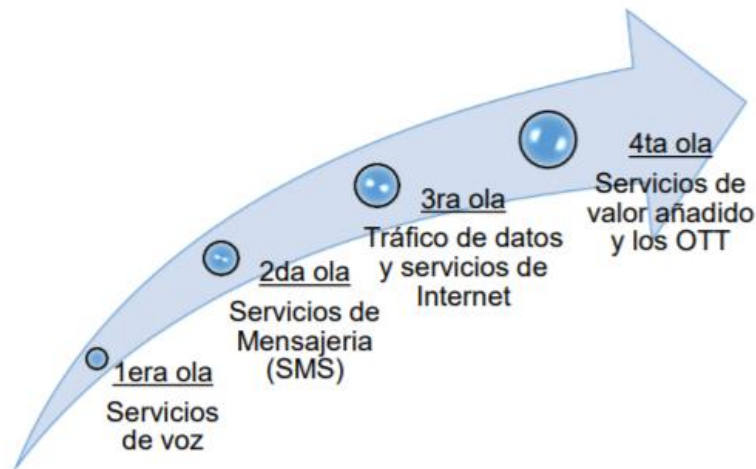 1era ola
Servicios
de voz
2da ola
Servicios de
Mensajeria
(SMS)
3ra ola
Tráfico de datos
y servicios de
Internet
4ta ola
Servicios de
valor añadido
y los OTT